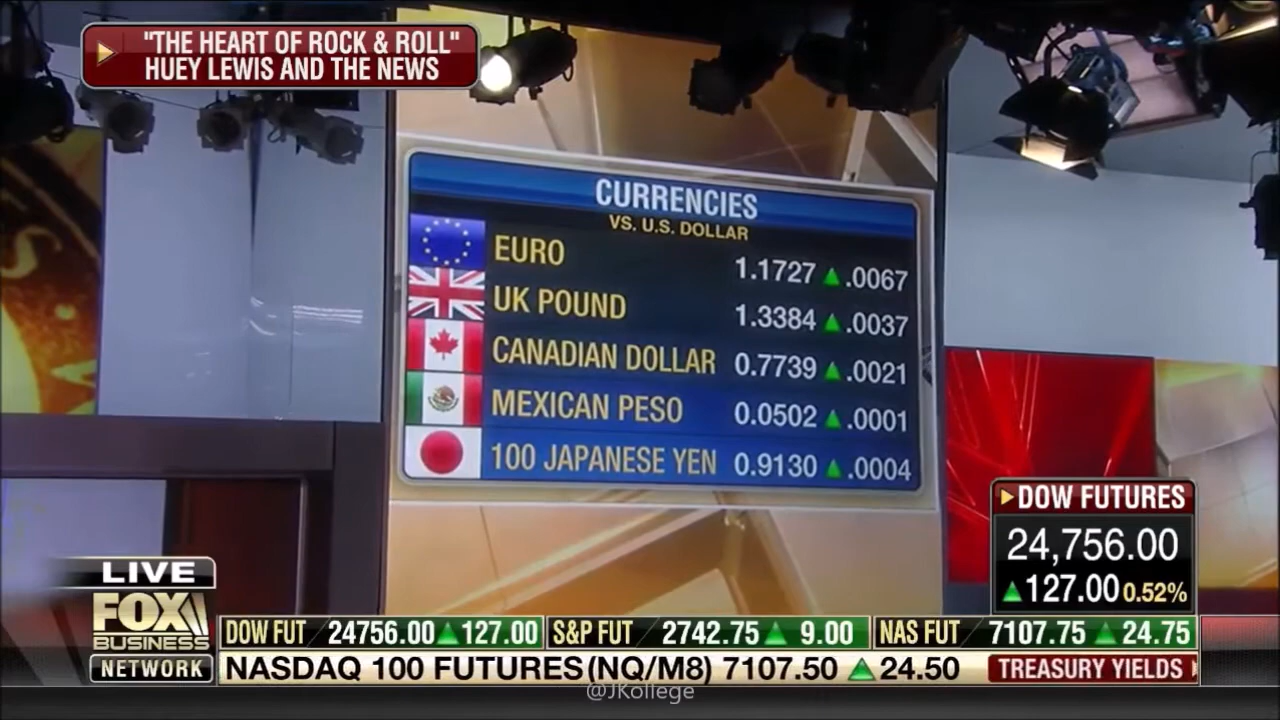 "THE HEART OF ROCK & ROLL"
HUEY LEWIS AND THE NEWS
CURRENCIES
VS. U.S. DOLLAR
EURO 1.1727 ▲ .0067
UK POUND 1.3384 ▲ .0037
CANADIAN DOLLAR 0.7739 ▲ .0021
MEXICAN PESO 0.0502 ▲ .0001
100 JAPANESE YEN 0.9130 ▲ .0004
DOW FUTURES
24,756.00
▲ 127.00 0.52%
LIVE
FOX
BUSINESS
NETWORK
DOW FUT 24756.00 ▲ 127.00 S&P FUT 2742.75 ▲ 9.00 NAS FUT 7107.75 ▲ 24.75
NASDAQ 100 FUTURES (NQ/M8) 7107.50 ▲ 24.50 TREASURY YIELDS
@JKollege